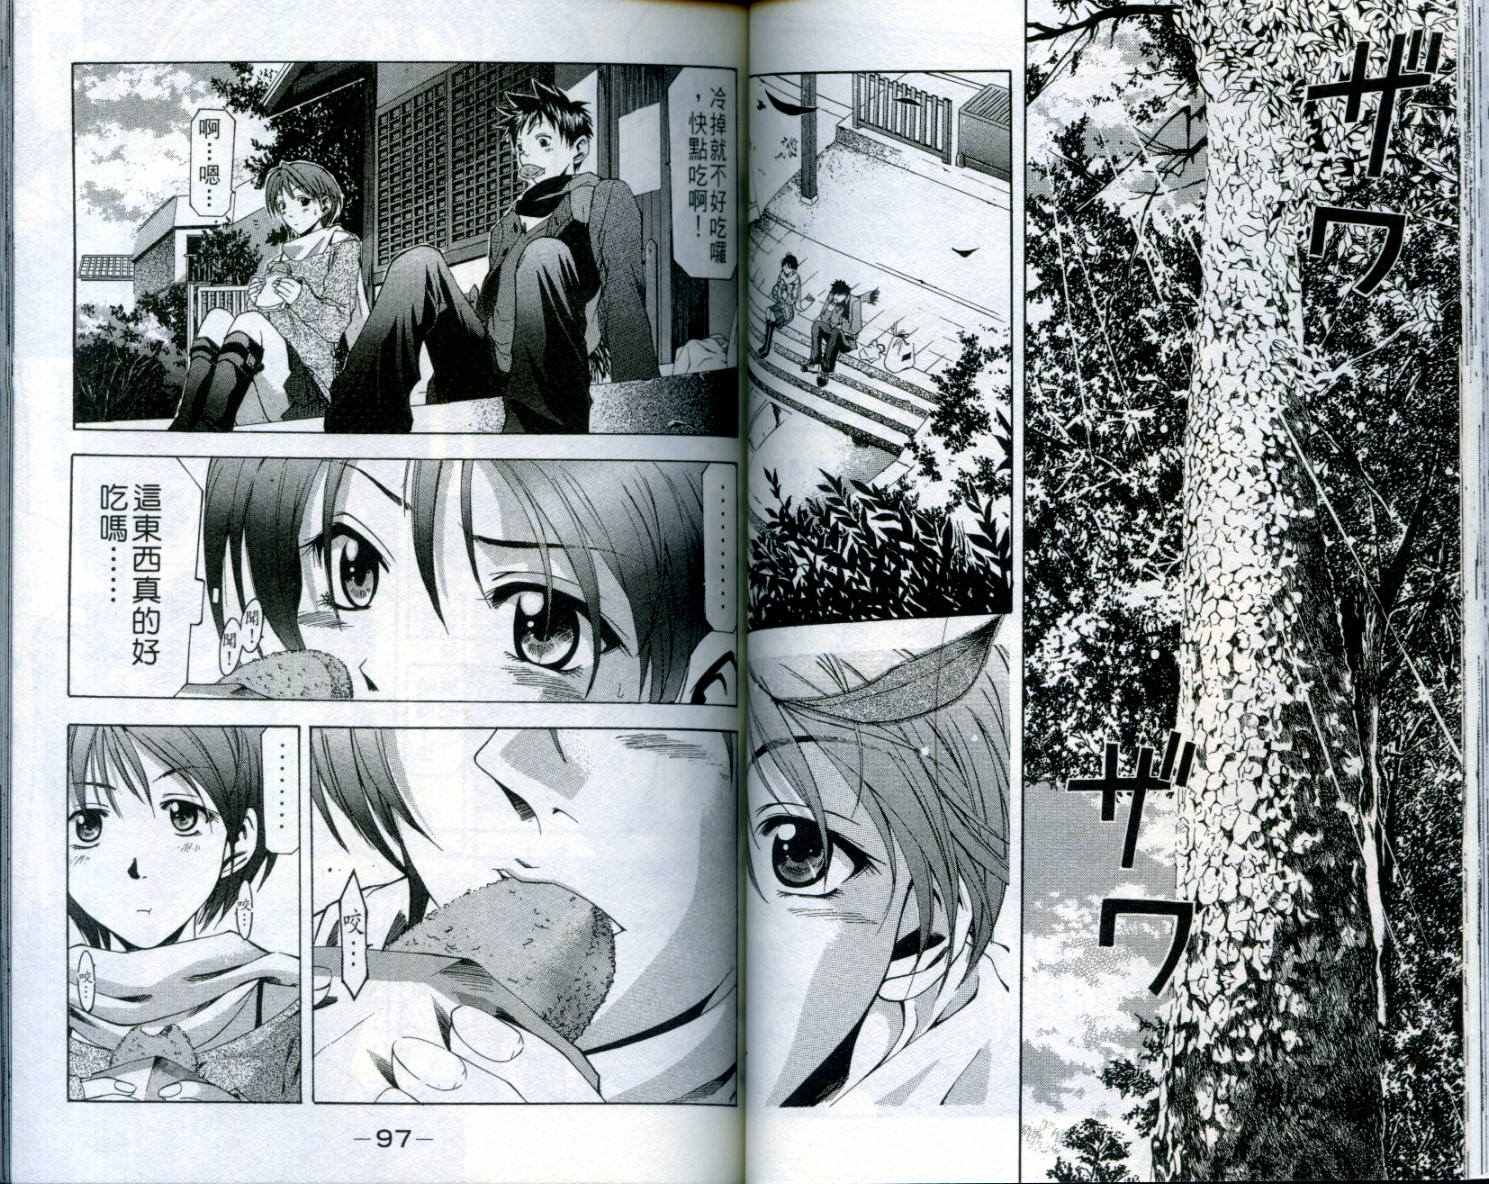 ザワ
ザワ
冷掉就不好吃囉
，快點吃啊！
啊…嗯…
………
這東西真的好
吃嗎……
聞！
聞！
咬…
………
咬…
咬…
－97－